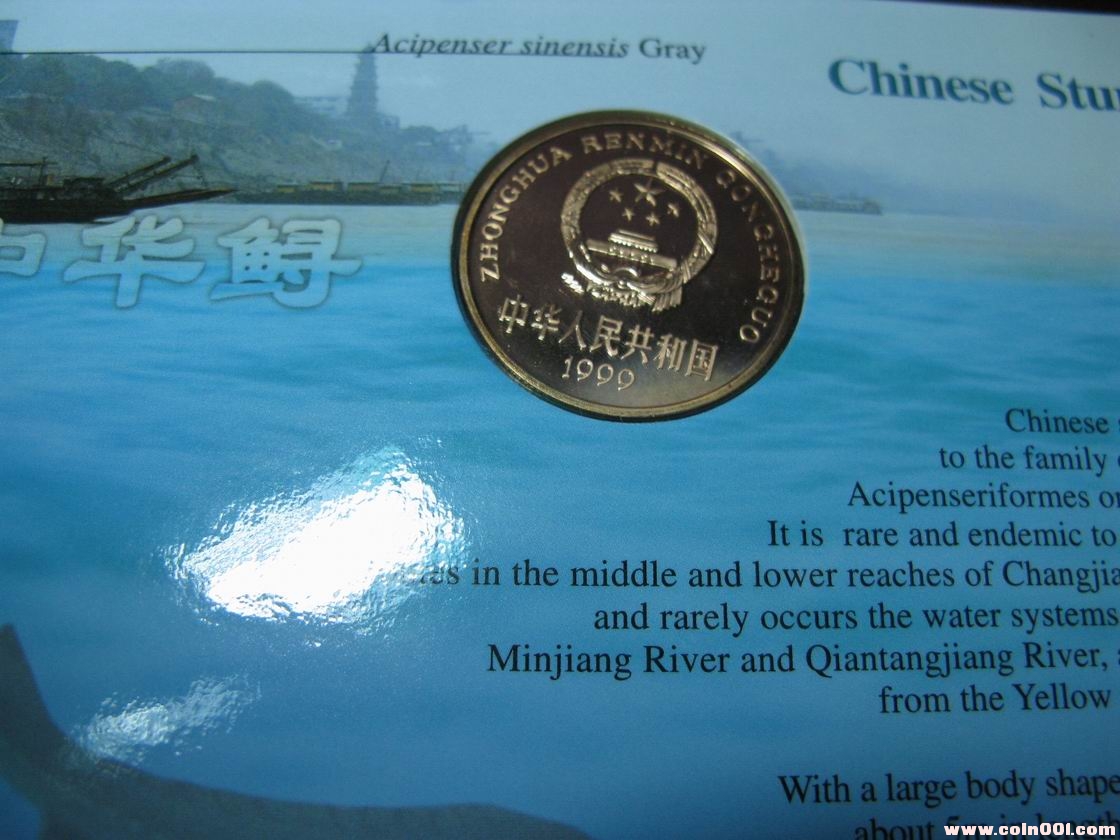 Acipenser sinensis Gray
Chinese
中华鲟
ZHONGHUA RENMIN GONGHEGUO
中华人民共和国
1999
Chinese
to the family
Acipenseriformes
It is rare and endemic to
in the middle and lower reaches of
and rarely occurs the water systems
Minjiang River and Qiantangjiang River,
from the Yellow
With a large body shape
about
www.coin001.com